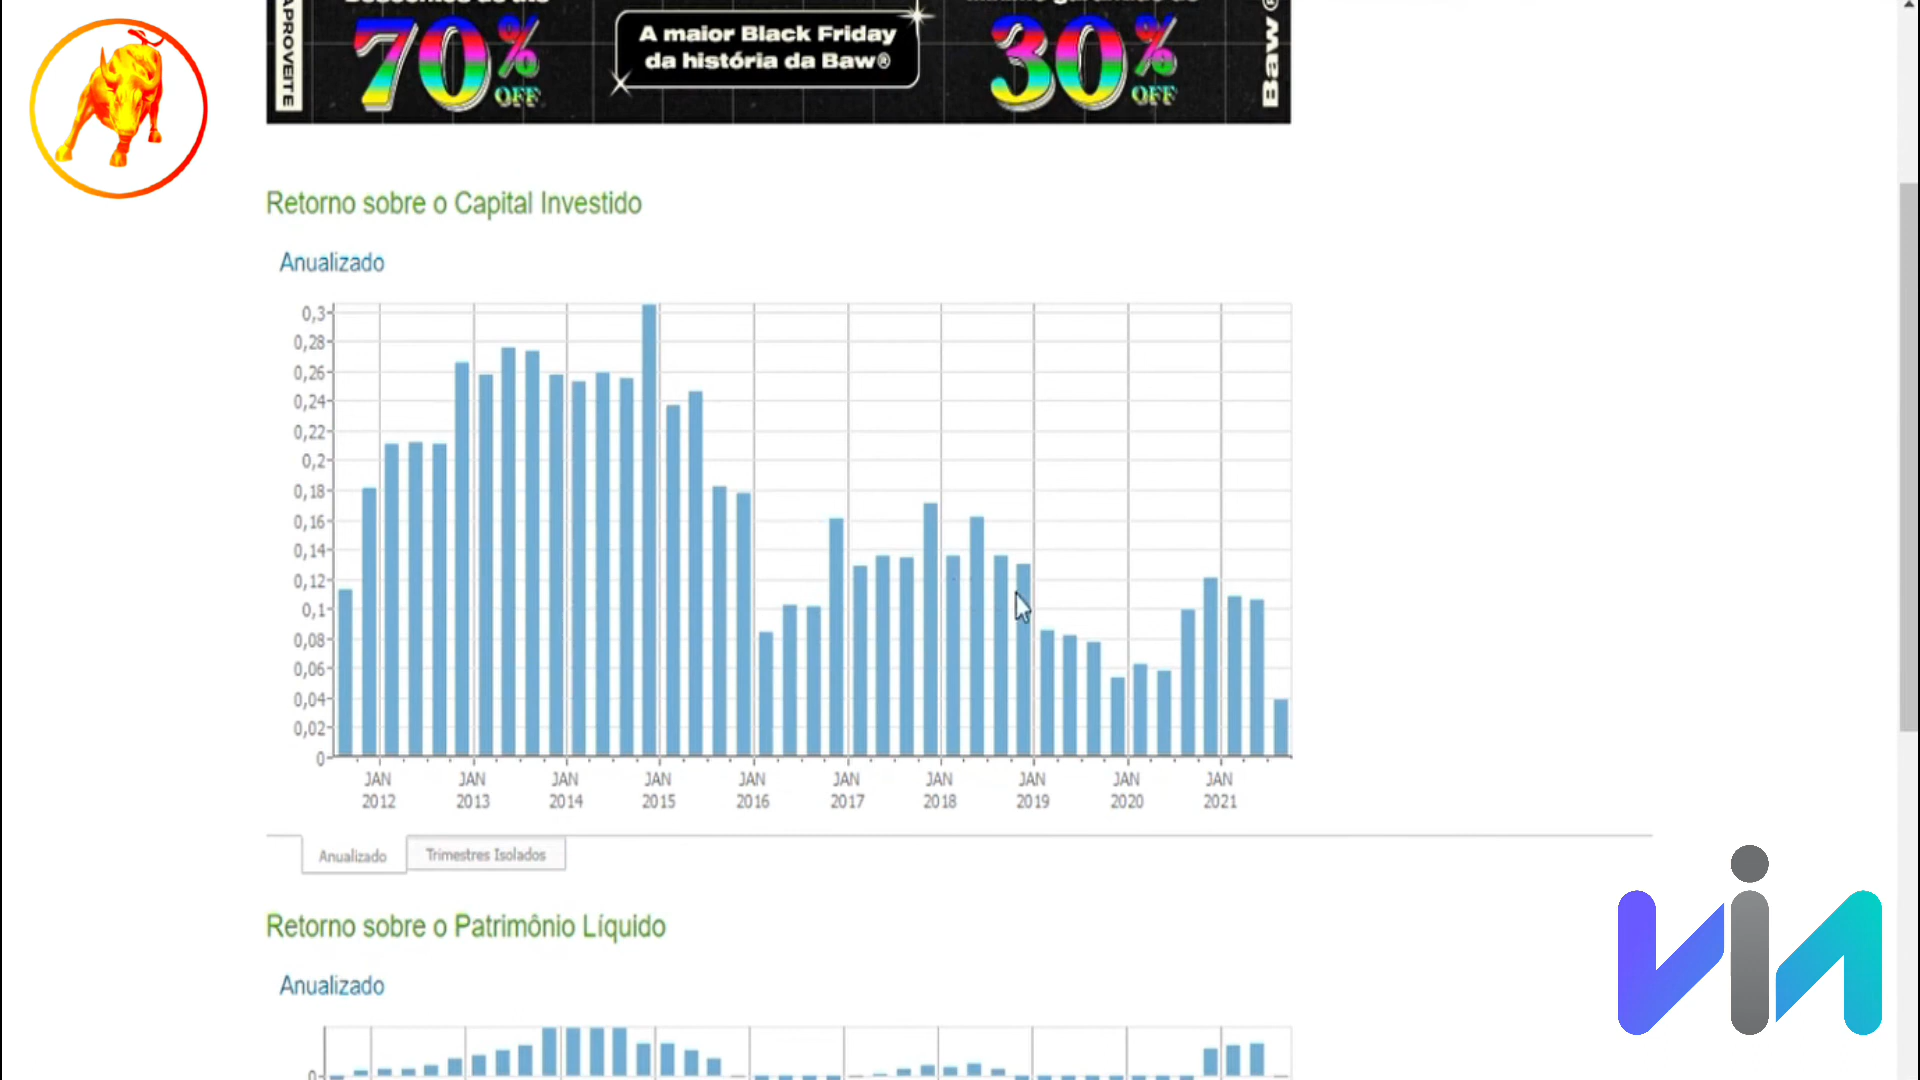 APROVEITE
70%
OFF
A maior Black Friday
da história da Baw®
30%
OFF
Baw®
Retorno sobre o Capital Investido
Anualizado
0,3
0,28
0,26
0,24
0,22
0,2
0,18
0,16
0,14
0,12
0,1
0,08
0,06
0,04
0,02
0
JAN JAN JAN JAN JAN JAN JAN JAN JAN JAN
2012 2013 2014 2015 2016 2017 2018 2019 2020 2021
Anualizado Trimestres Isolados
Retorno sobre o Patrimônio Líquido
Anualizado
0
via